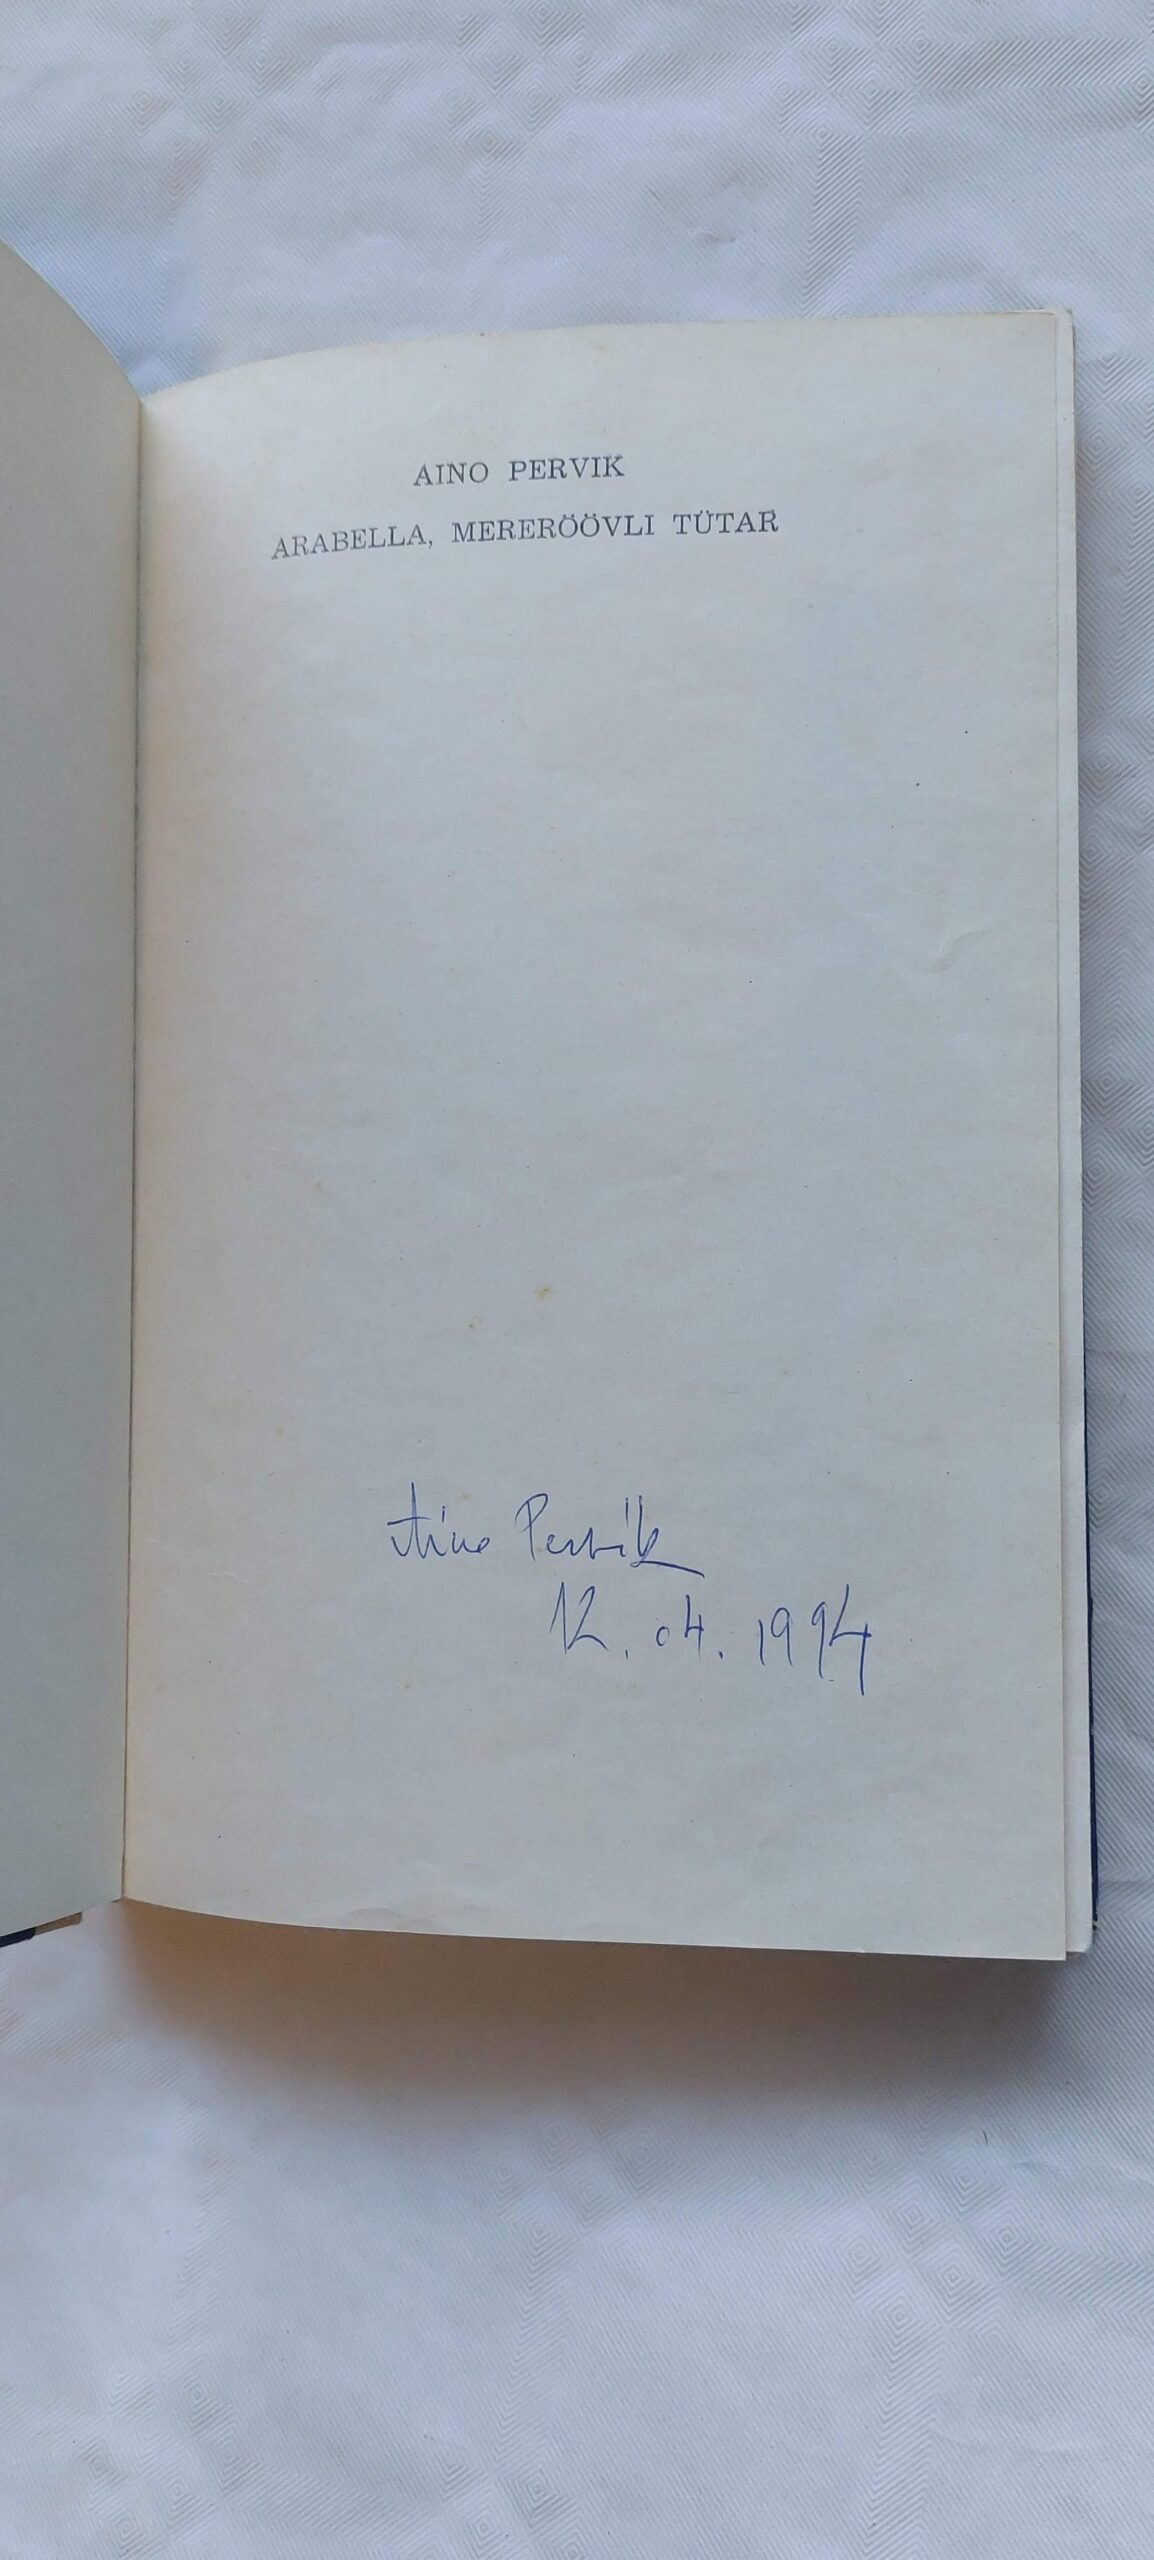 AINO PERVIK
ARABELLA, MERERÖÖVLI TÜTAR
Aino Pervik
12. 04. 1994